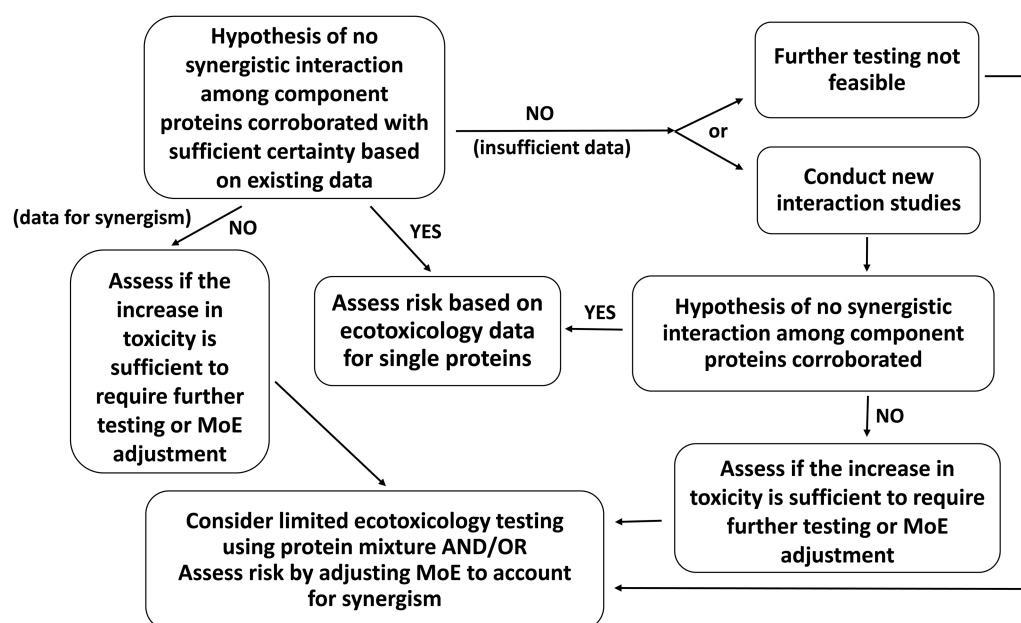 Hypothesis of no
synergistic interaction
among component
proteins corroborated with
sufficient certainty based
on existing data
NO
(insufficient data)
or
Further testing not
feasible
Conduct new
interaction studies
(data for synergism)
NO
YES
Assess if the
increase in
toxicity is
sufficient to
require further
testing or MoE
adjustment
Assess risk based on
ecotoxicology data
for single proteins
YES
Hypothesis of no synergistic
interaction among component
proteins corroborated
NO
Assess if the increase in
toxicity is sufficient to require
further testing or MoE
adjustment
Consider limited ecotoxicology testing
using protein mixture AND/OR
Assess risk by adjusting MoE to account
for synergism